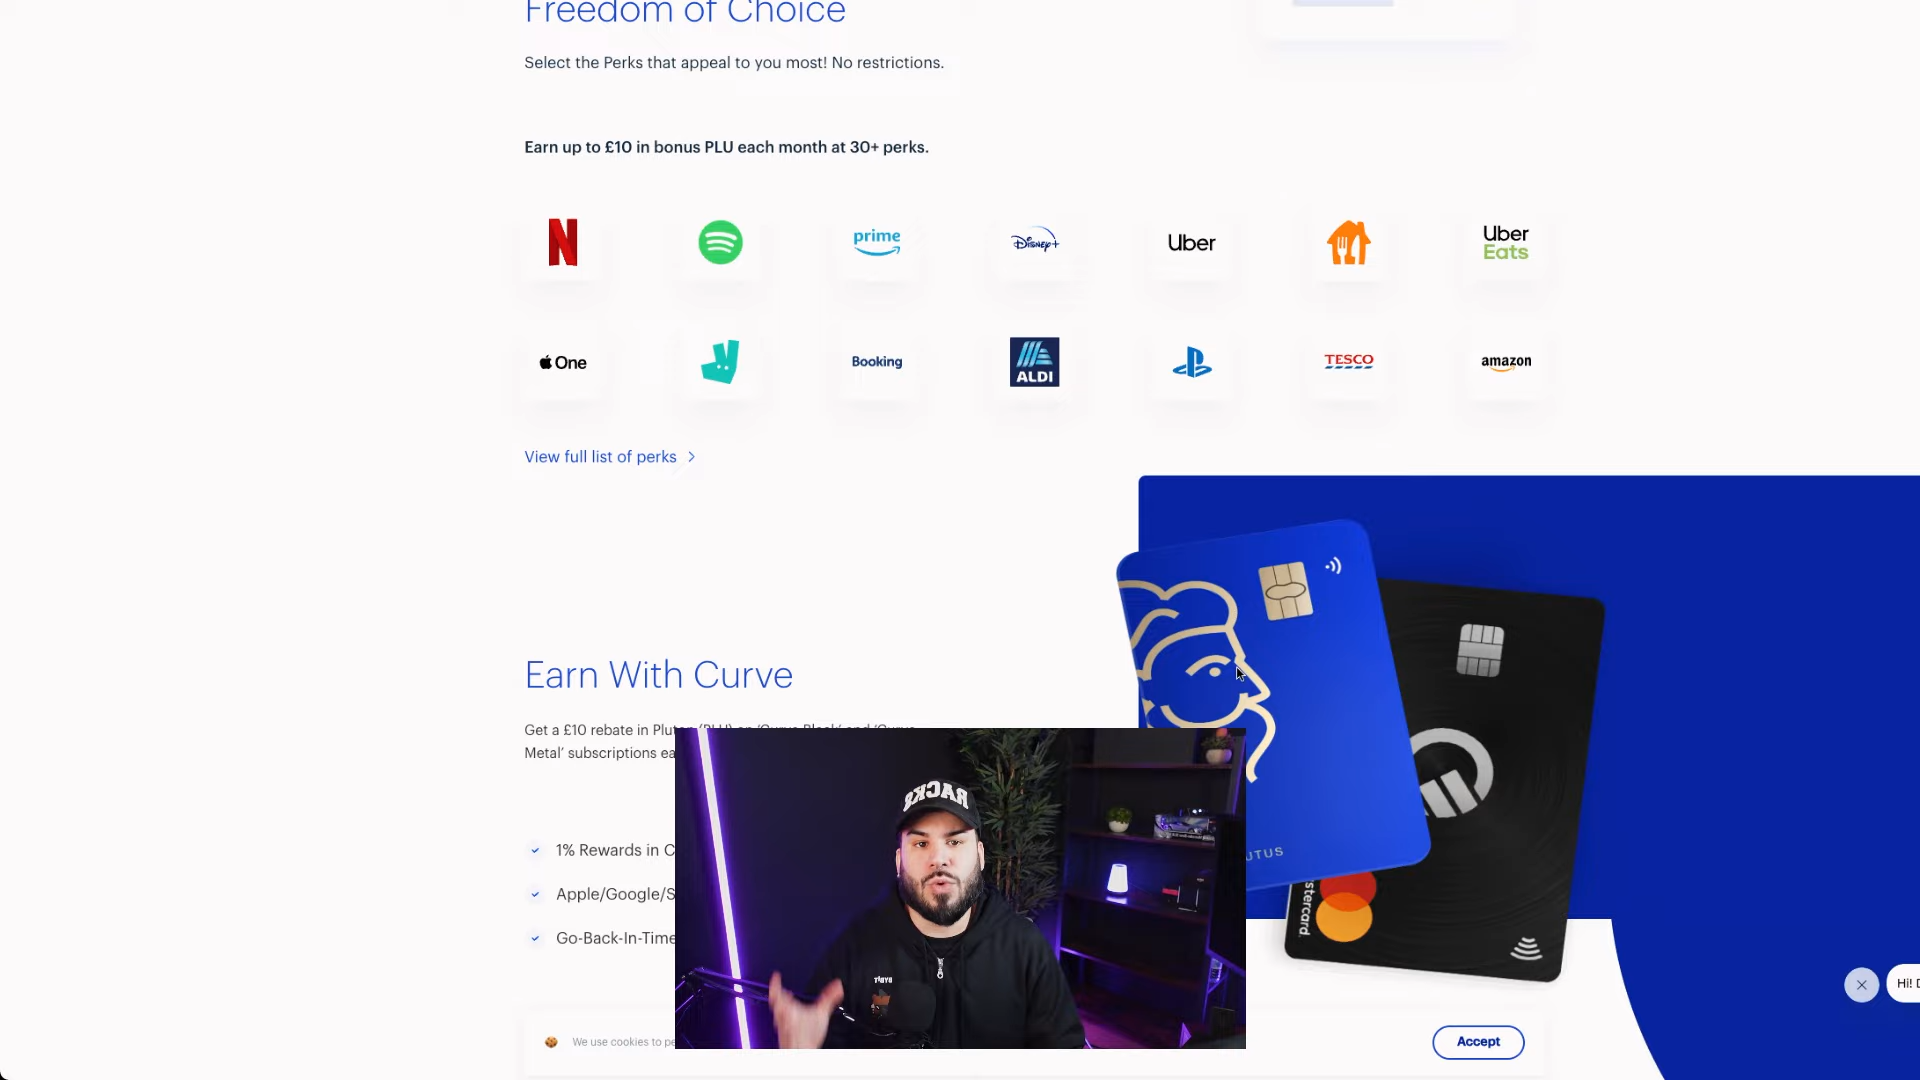 Freedom of Choice
Select the Perks that appeal to you most! No restrictions.
Earn up to £10 in bonus PLU each month at 30+ perks.
N
prime
Disney+
Uber
Uber
Eats
One
Booking
ALDI
TESCO
amazon
View full list of perks
Earn With Curve
Get a £10 rebate in
Metal’ subscriptions
1% Rewards in
Apple/Google/
Go-Back-In-Time
RACKS
BYBIT
UTUS
stercard
We use cookies to
Accept
Hi!